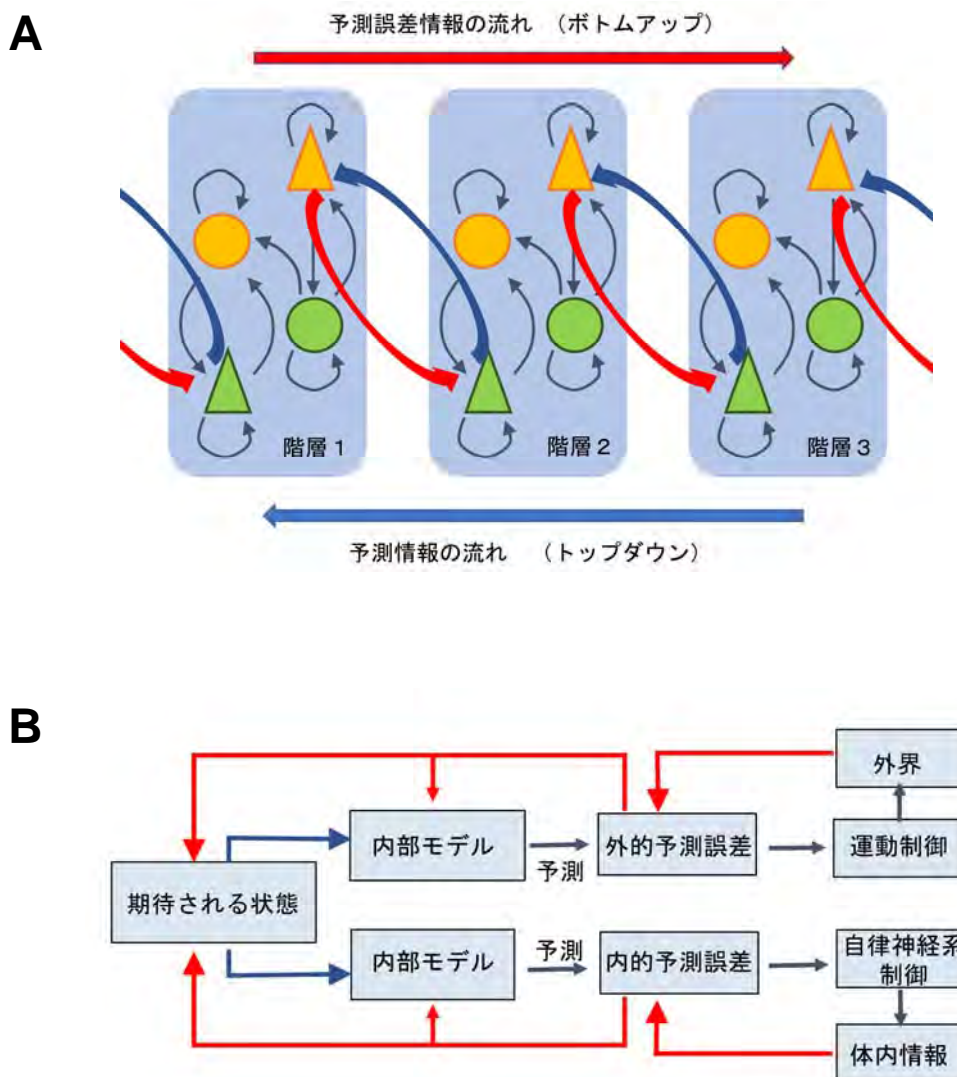 A
予測誤差情報の流れ （ボトムアップ）
階層 1
階層 2
階層 3
予測情報の流れ （トップダウン）
B
外界
内部モデル
予測
外的予測誤差
運動制御
期待される状態
内部モデル
予測
内的予測誤差
自律神経系
制御
体内情報